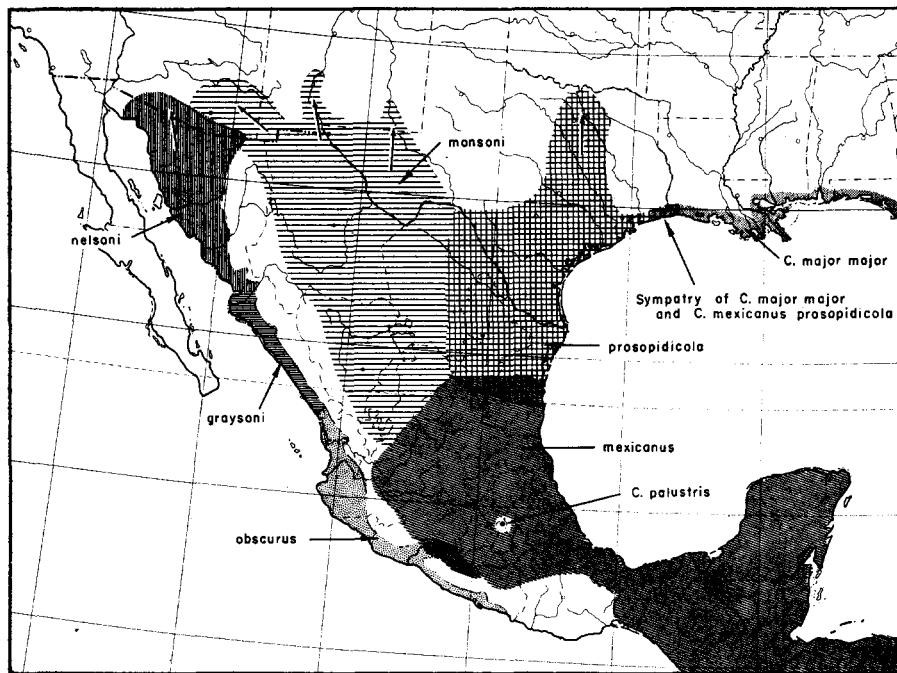 monsoni
nelsoni
C. major major
Sympatry of C. major major
and C. mexicanus prosopidicola
prosopidicola
graysoni
mexicanus
C. palustris
obscurus